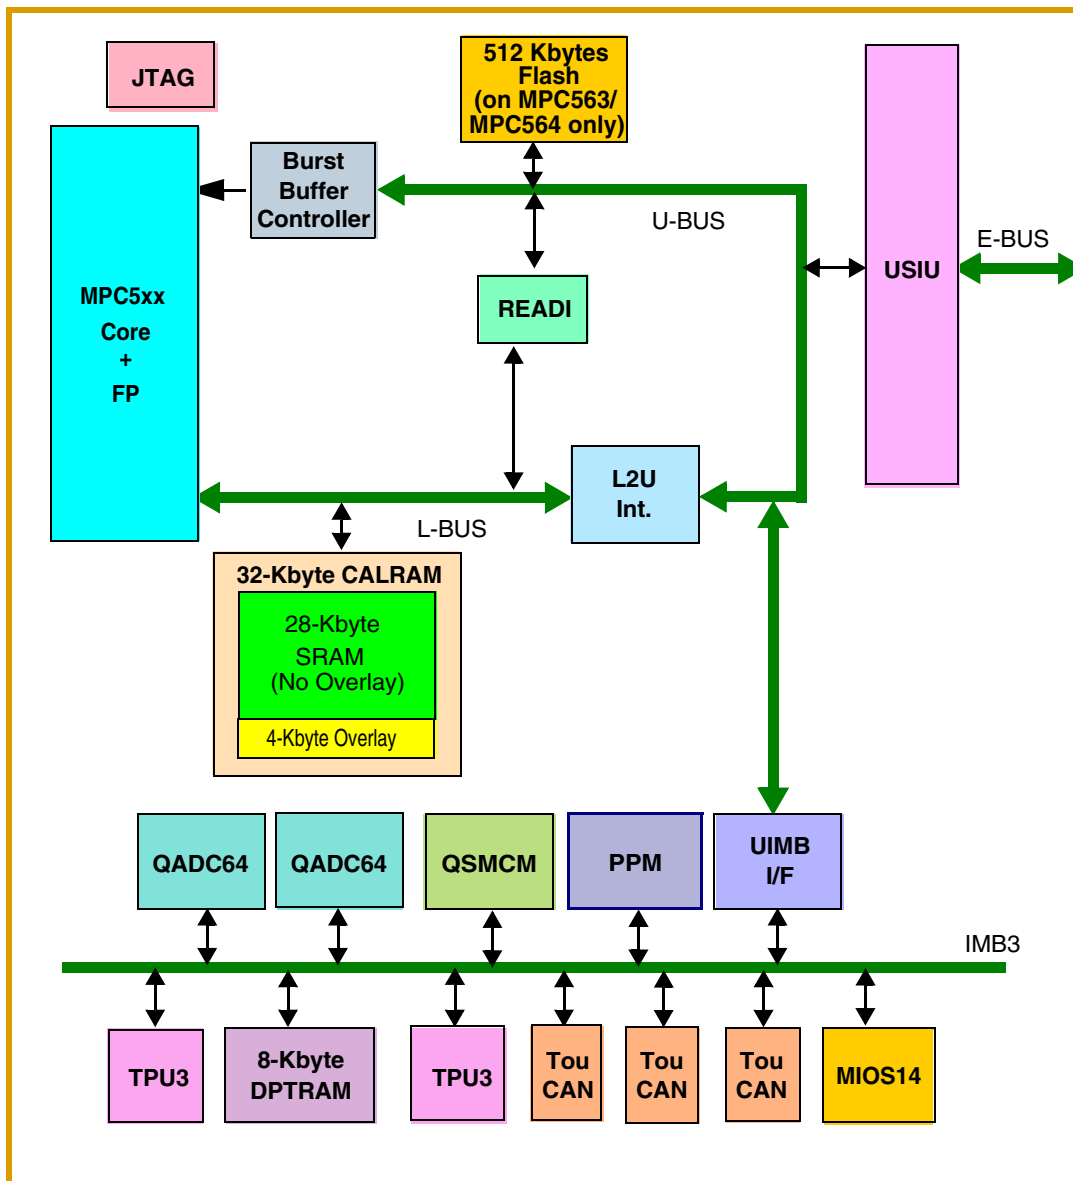 JTAG
512 Kbytes
Flash
(on MPC563/
MPC564 only)
Burst
Buffer
Controller
U-BUS
E-BUS
USIU
MPC5xx
Core
+
FP
READI
L2U
Int.
L-BUS
32-Kbyte CALRAM
28-Kbyte
SRAM
(No Overlay)
4-Kbyte Overlay
QADC64
QADC64
QSMCM
PPM
UIMB
I/F
IMB3
TPU3
8-Kbyte
DPTRAM
TPU3
Tou
CAN
Tou
CAN
Tou
CAN
MIOS14